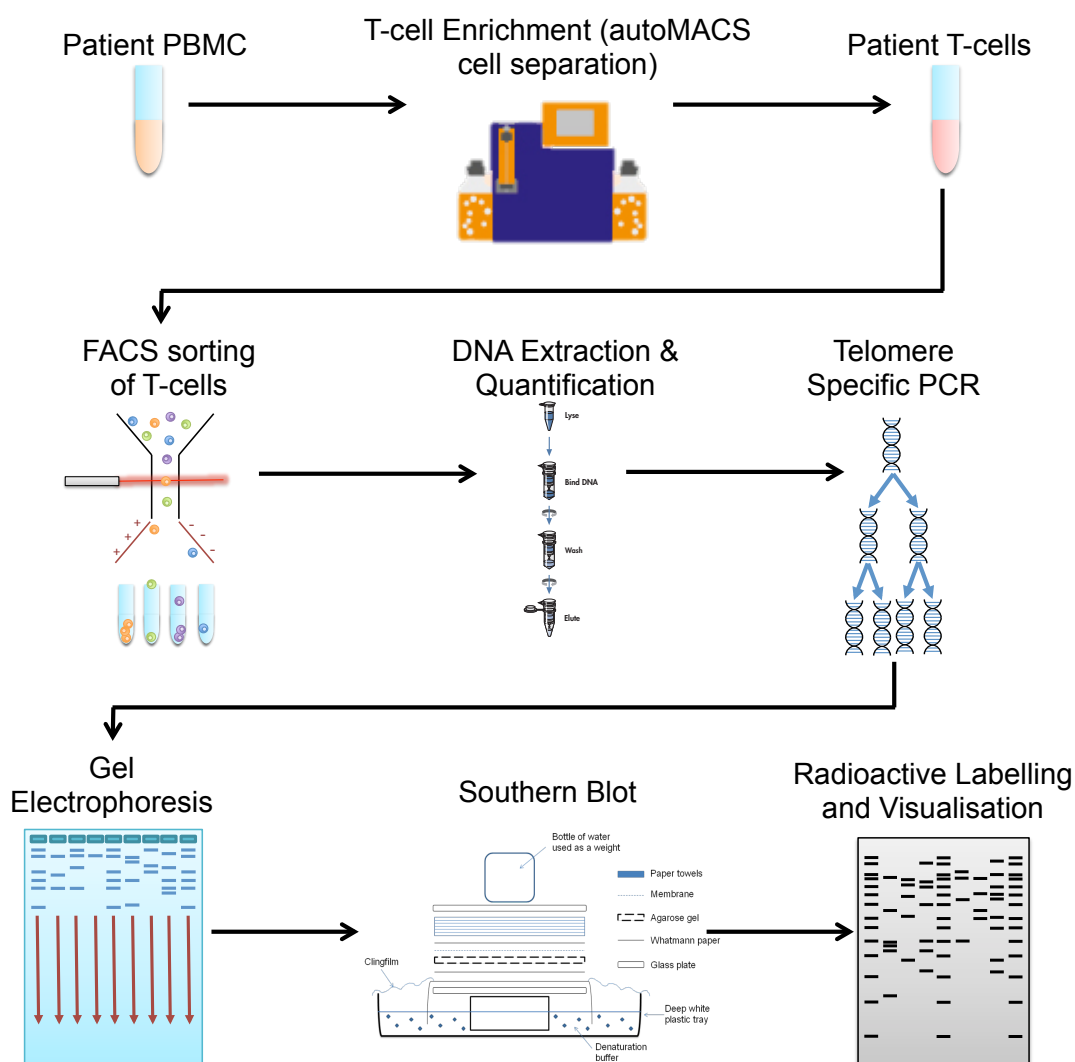 Patient PBMC
T-cell Enrichment (autoMACS
cell separation)
Patient T-cells
FACS sorting
of T-cells
+
+
+
-
-
-
DNA Extraction &
Quantification
Lyse
Bind DNA
Wash
Elute
Telomere
Specific PCR
Gel
Electrophoresis
Southern Blot
Bottle of water
used as a weight
Paper towels
Membrane
Agarose gel
Whatmann paper
Glass plate
Clingfilm
Deep white
plastic tray
Denaturation
buffer
Radioactive Labelling
and Visualisation